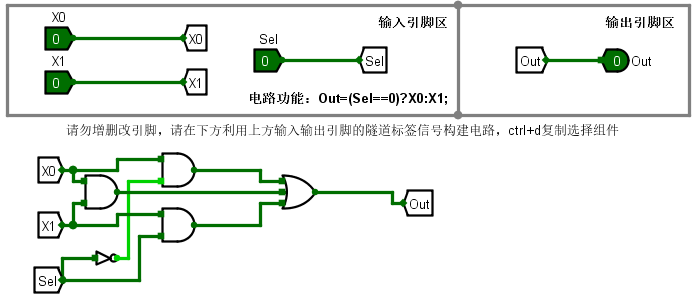 X0
0
X0
X1
0
X1
Sel
0
Sel
输入引脚区
电路功能：Out=(Sel==0)?X0:X1;
输出引脚区
Out
0
Out
请勿增删改引脚，请在下方利用上方输入输出引脚的隧道标签信号构建电路，ctrl+d复制选择组件
X0
X1
Sel
Out